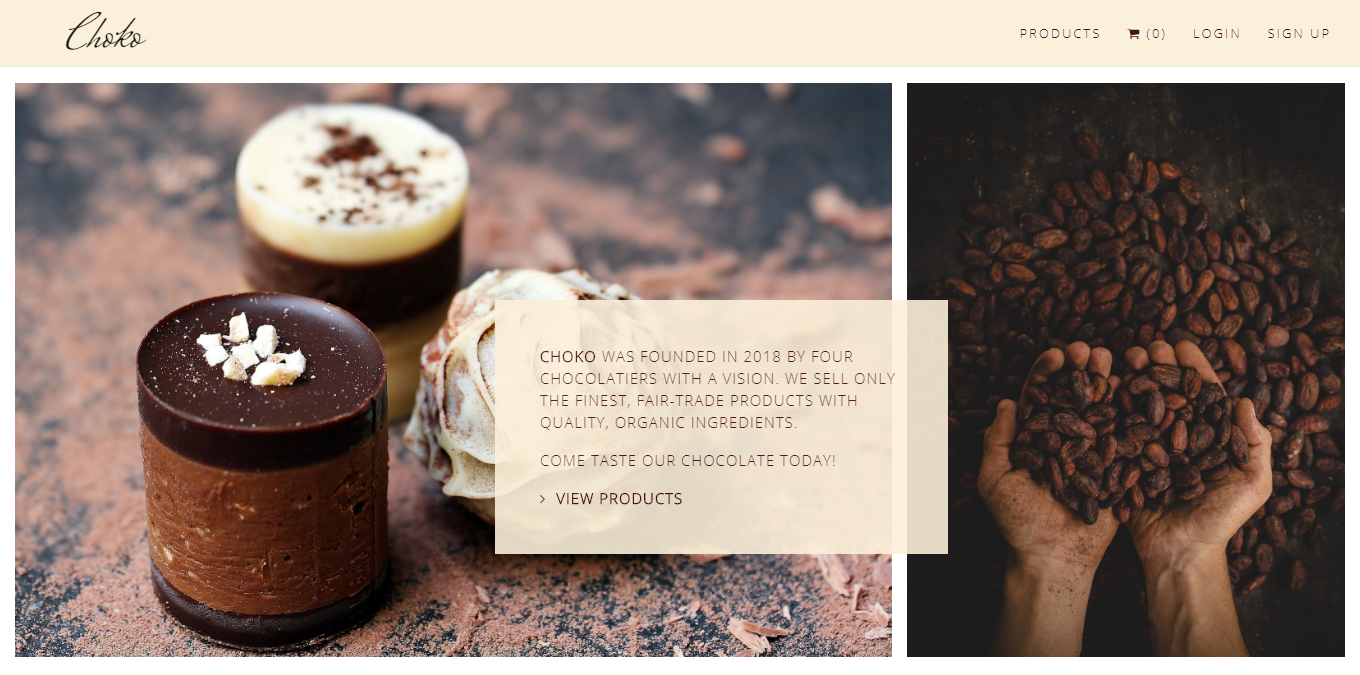 Choko
PRODUCTS (0) LOGIN SIGN UP
CHOKO WAS FOUNDED IN 2018 BY FOUR
CHOCOLATIERS WITH A VISION. WE SELL ONLY
THE FINEST, FAIR-TRADE PRODUCTS WITH
QUALITY, ORGANIC INGREDIENTS.
COME TASTE OUR CHOCOLATE TODAY!
VIEW PRODUCTS